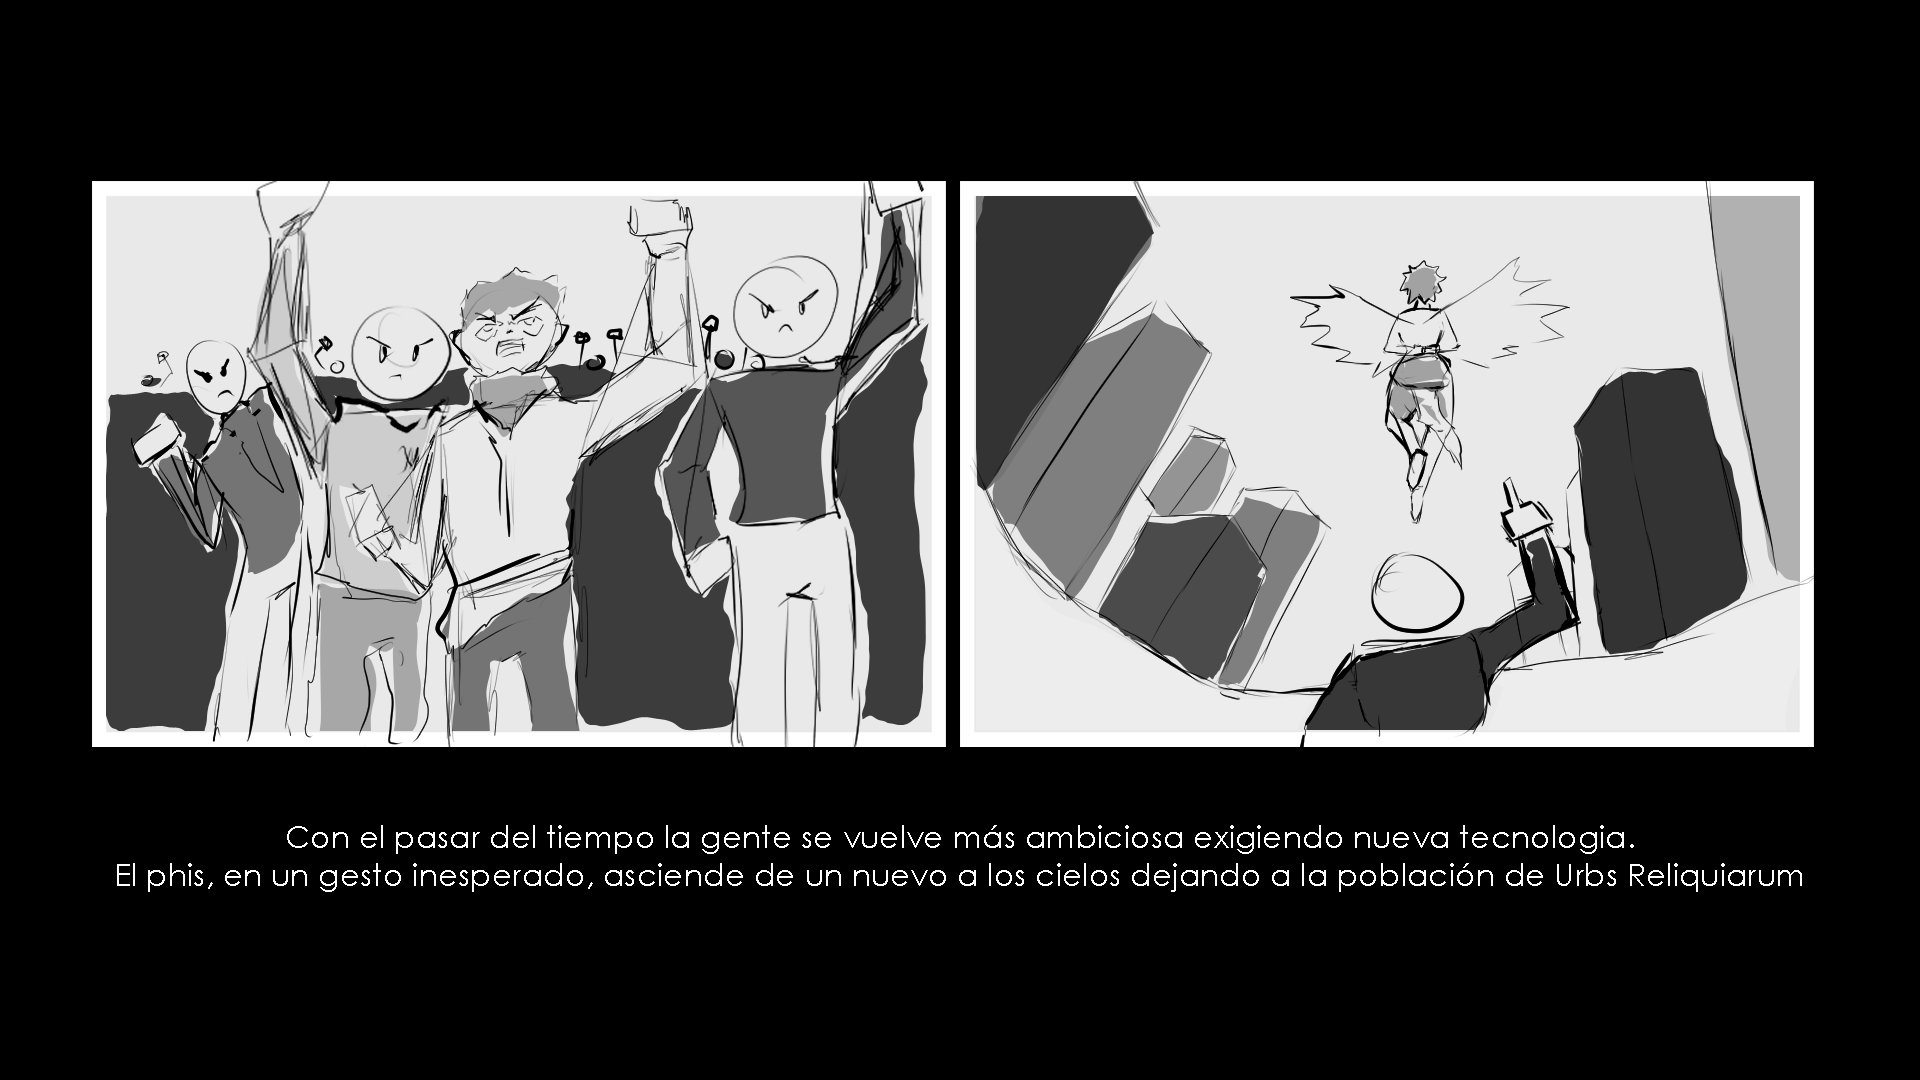 Con el pasar del tiempo la gente se vuelve más ambiciosa exigiendo nueva tecnologia.
El phis, en un gesto inesperado, asciende de un nuevo a los cielos dejando a la población de Urbs Reliquiarum